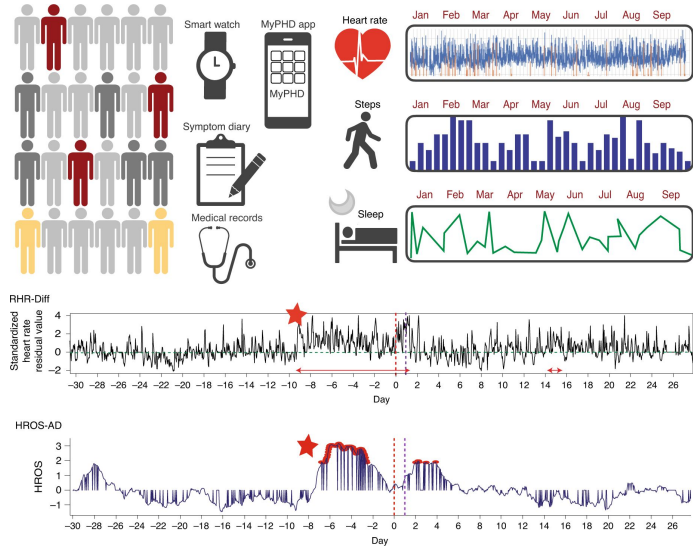 Smart watch
MyPHD app
MyPHD
Symptom diary
Medical records
Heart rate
Jan Feb Mar Apr May Jun Jul Aug Sep
Steps
Jan Feb Mar Apr May Jun Jul Aug Sep
Sleep
Jan Feb Mar Apr May Jun Jul Aug Sep
RHR-Diff
Standardized
heart rate
residual value
4
2
0
−2
−30 −28 −26 −24 −22 −20 −18 −16 −14 −12 −10 −8 −6 −4 −2 0 2 4 6 8 10 12 14 16 18 20 22 24 26
Day
HROS-AD
HROS
3
2
1
0
−1
−30 −28 −26 −24 −22 −20 −18 −16 −14 −12 −10 −8 −6 −4 −2 0 2 4 6 8 10 12 14 16 18 20 22 24 26
Day